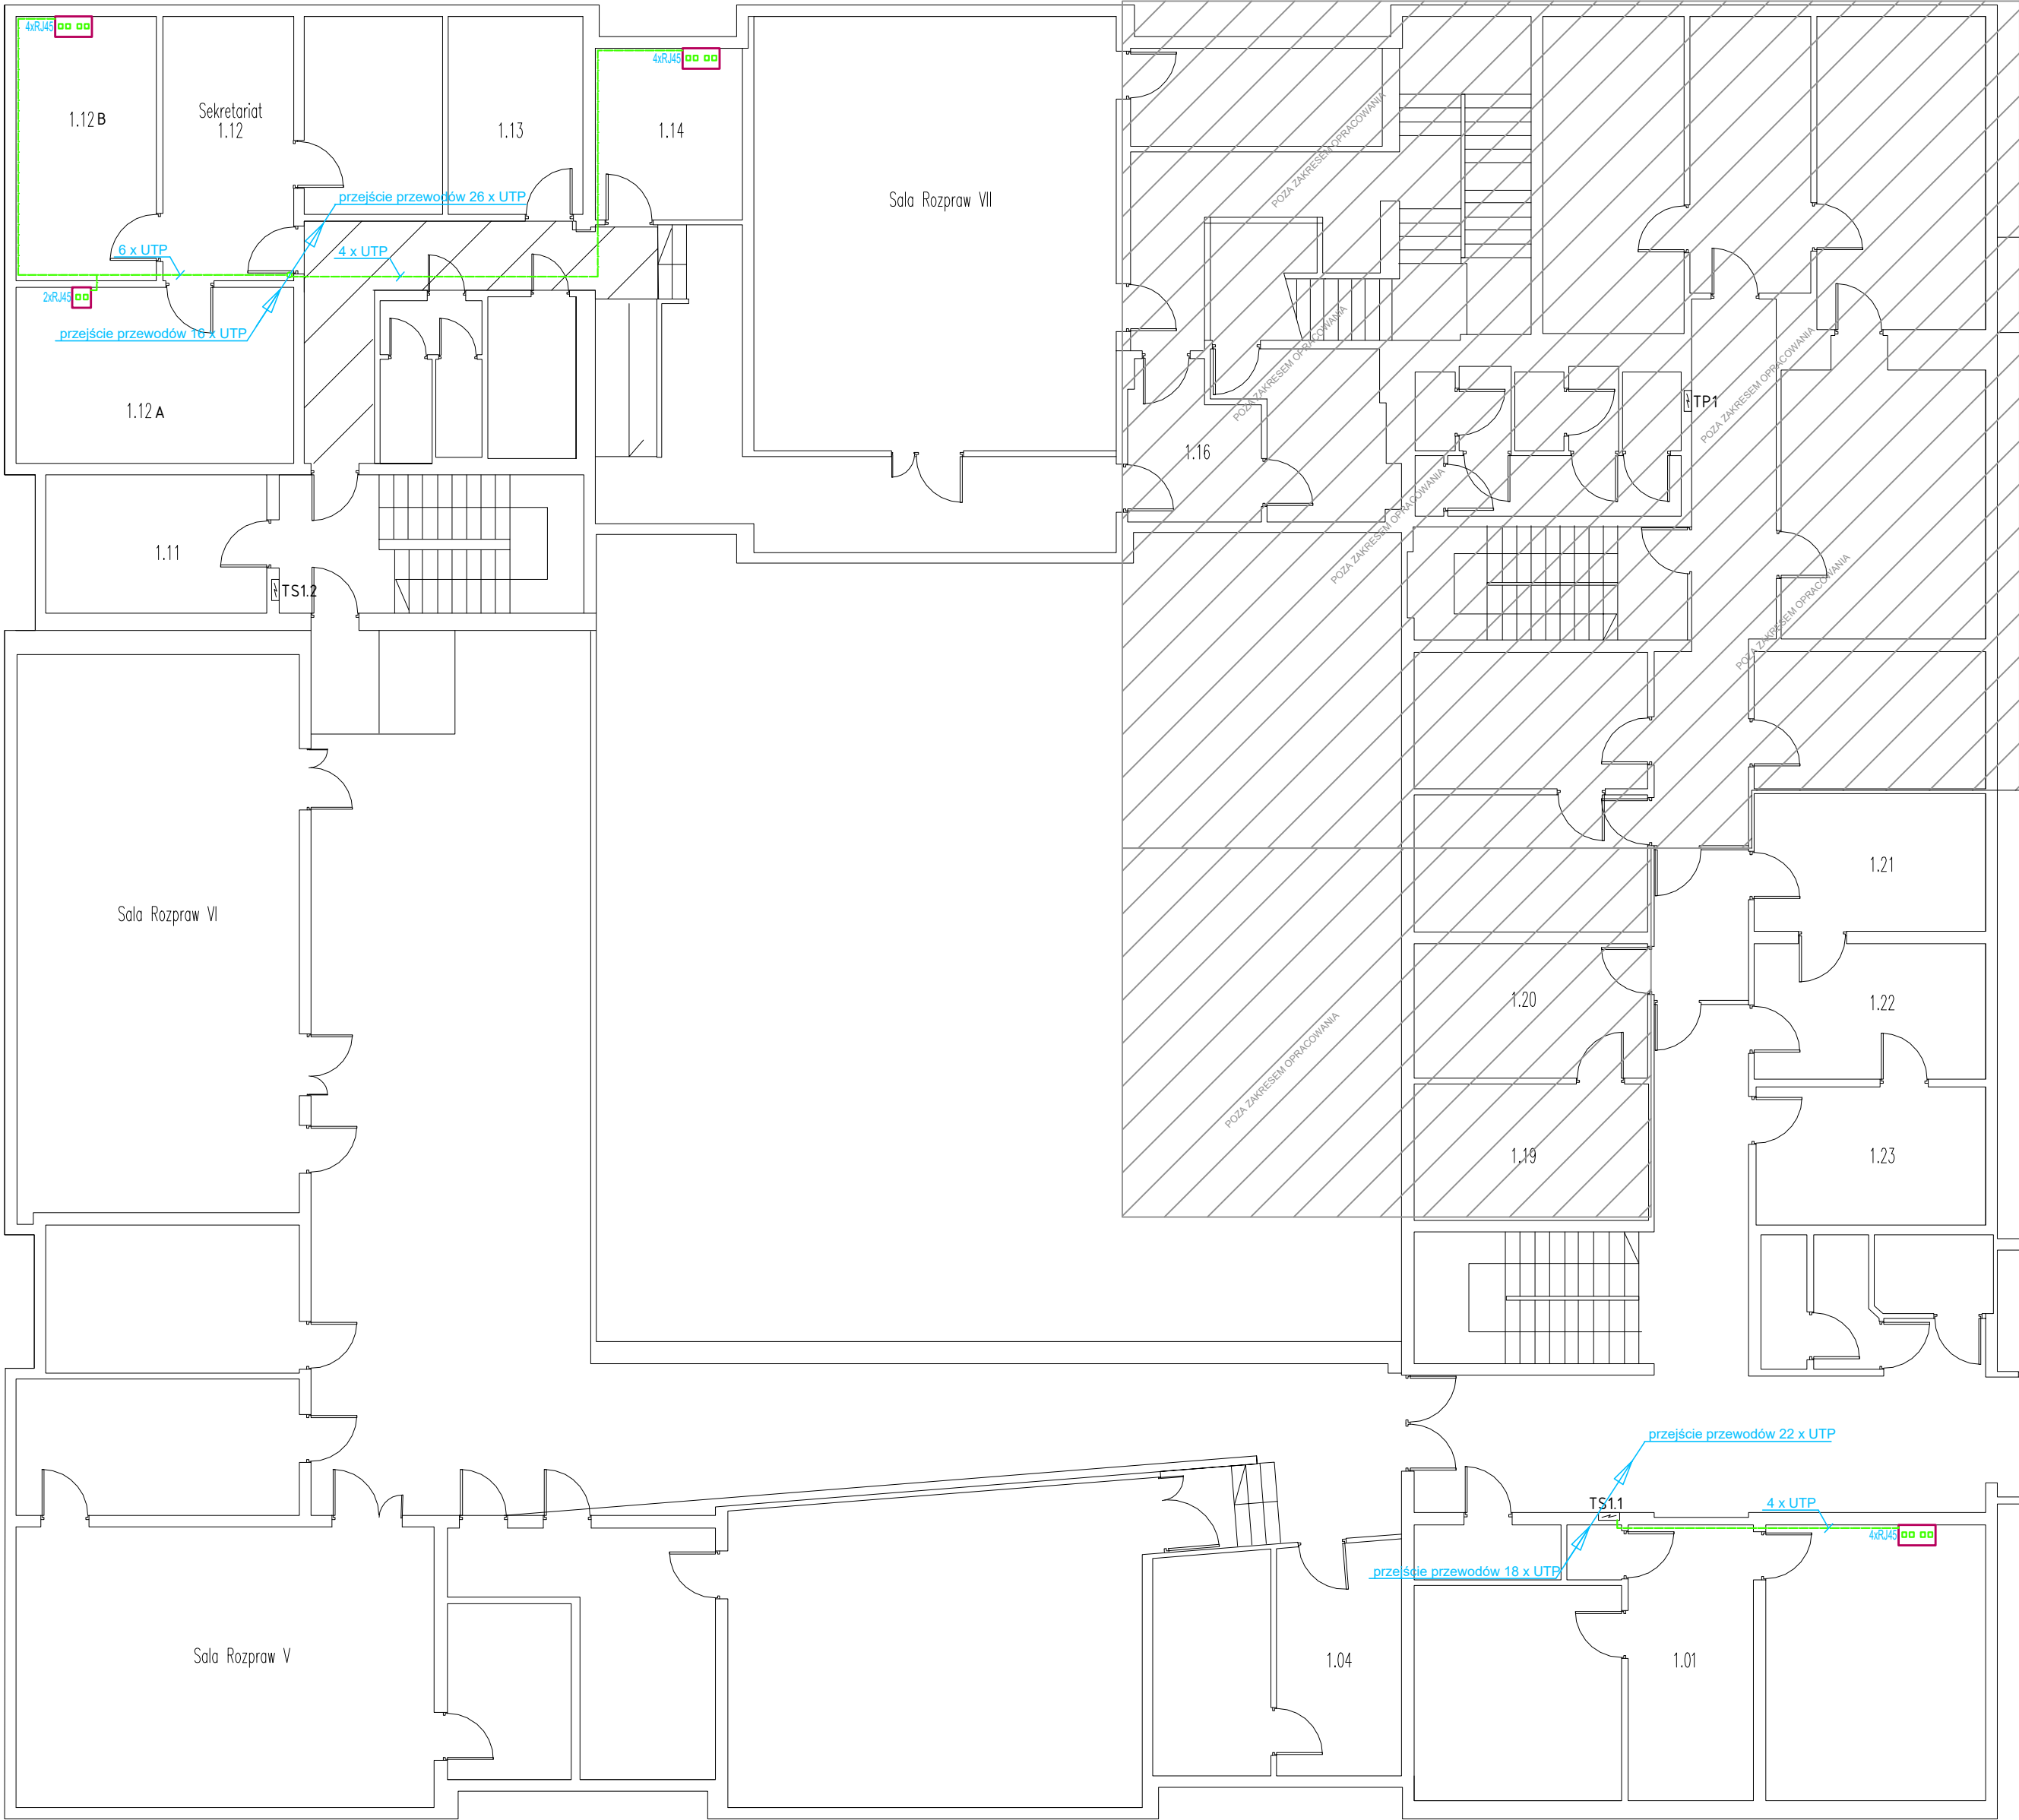 4xRJ45
4xRJ45
1.12 B
Sekretariat
1.12
1.13
1.14
Sala Rozpraw VII
POZA ZAKRESEM OPRACOWANIA
przejście przewodów 26 x UTP
6 x UTP
4 x UTP
2xRJ45
przejście przewodów 16 x UTP
1.12 A
POZA ZAKRESEM OPRACOWANIA
POZA ZAKRESEM OPRACOWANIA
TP1
1.16
POZA ZAKRESEM OPRACOWANIA
1.11
TS1.2
POZA ZAKRESEM OPRACOWANIA
1.21
Sala Rozpraw VI
1.20
1.22
POZA ZAKRESEM OPRACOWANIA
1.19
1.23
przejście przewodów 22 x UTP
TS1.1
4 x UTP
4xRJ45
przejście przewodów 18 x UTP
Sala Rozpraw V
1.04
1.01